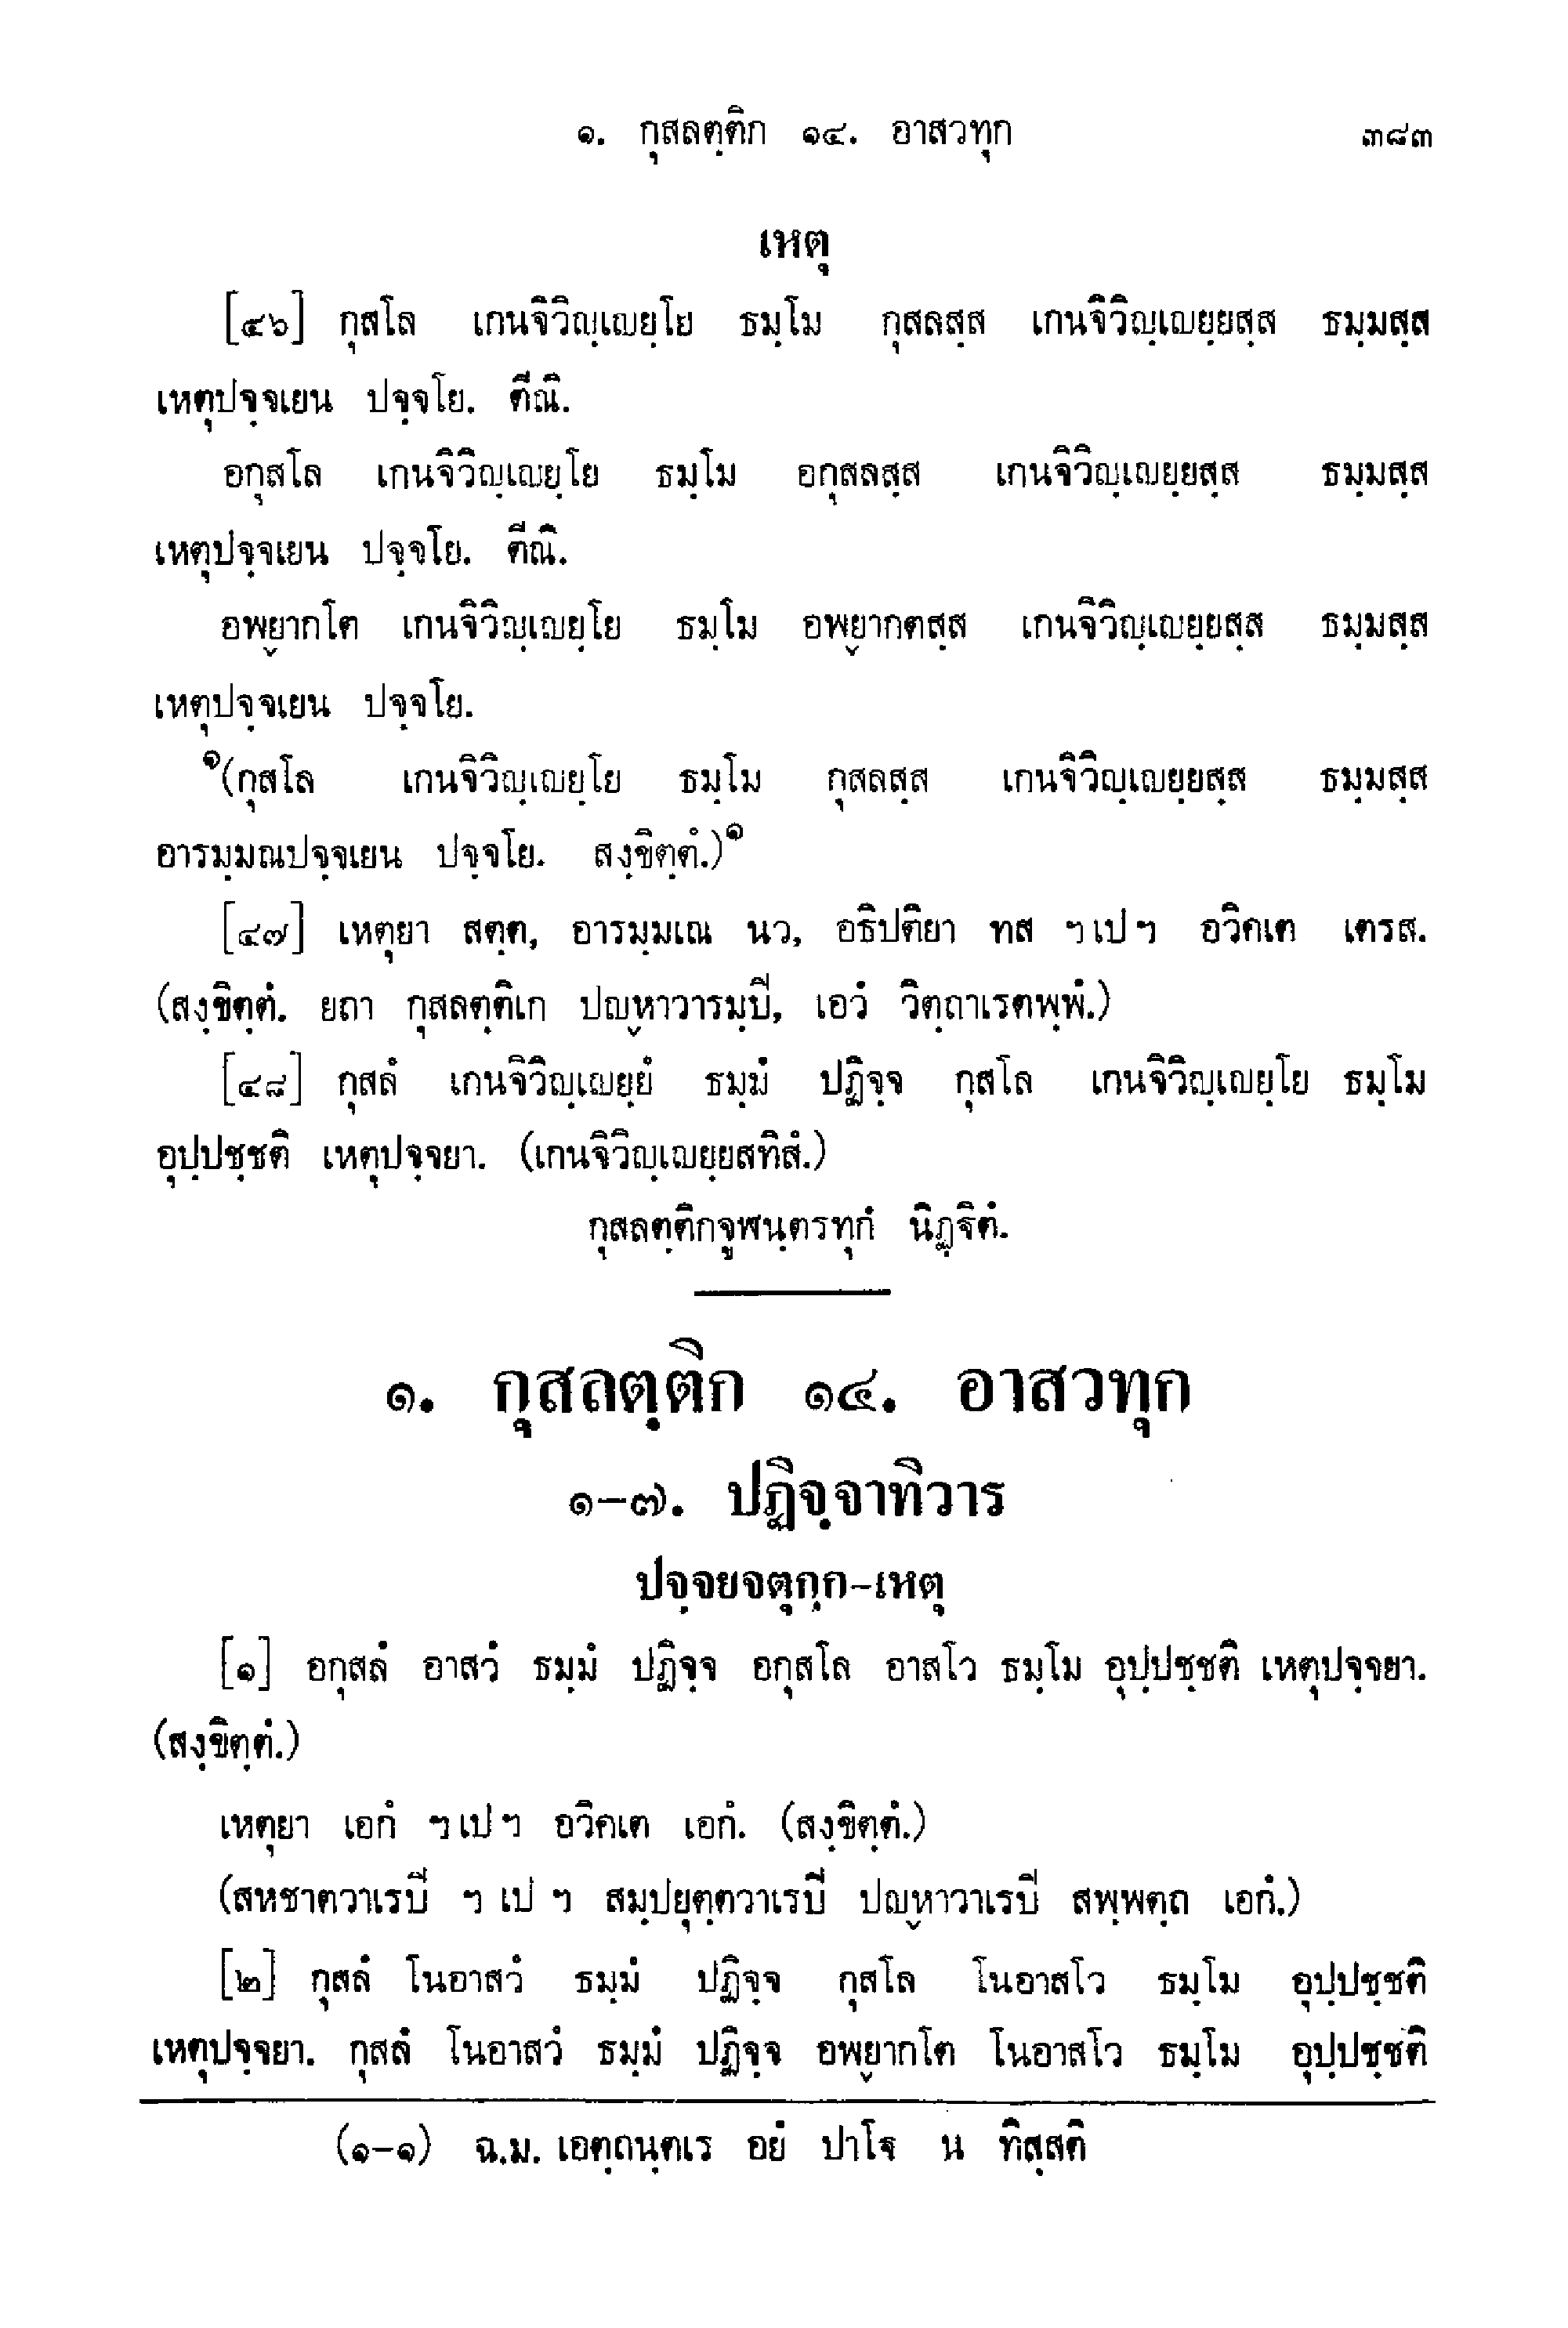 ๑. กุสลตฺติก ๑๔. อาสวทุก ๓๘๓
เหตุ
[๔๖] กุสโล เกนจิวิญฺเญยฺโย ธมฺโม กุสลสฺส เกนจิวิญฺเญยฺยสฺส ธมฺมสฺส
เหตุปจฺจเยน ปจฺจโย. ตีณิ.
อกุสโล เกนจิวิญฺเญยฺโย ธมฺโม อกุสลสฺส เกนจิวิญฺเญยฺยสฺส ธมฺมสฺส
เหตุปจฺจเยน ปจฺจโย. ตีณิ.
อพฺยากโต เกนจิวิญฺเญยฺโย ธมฺโม อพฺยากตสฺส เกนจิวิญฺเญยฺยสฺส ธมฺมสฺส
เหตุปจฺจเยน ปจฺจโย.
๑(กุสโล เกนจิวิญฺเญยฺโย ธมฺโม กุสลสฺส เกนจิวิญฺเญยฺยสฺส ธมฺมสฺส
อารมฺมณปจฺจเยน ปจฺจโย. สงฺขิตฺตํ.)๑
[๔๗] เหตุยา สตฺต, อารมฺมเณ นว, อธิปติยา ทส ฯ เป ฯ อวิคเต เตรส.
(สงฺขิตฺตํ. ยถา กุสลตฺติเก ปญฺหาวารมฺปิ, เอวํ วิตฺถาเรตพฺพํ.)
[๔๘] กุสลํ เกนจิวิญฺเญยฺยํ ธมฺมํ ปฏิจฺจ กุสโล เกนจิวิญฺเญยฺโย ธมฺโม
อุปฺปชฺชติ เหตุปจฺจยา. (เกนจิวิญฺเญยฺยสทิสํ.)
กุสลตฺติกจูฬนฺตรทุกํ นิฏฺฐิตํ.
๑. กุสลตฺติก ๑๔. อาสวทุก
๑-๗. ปฏิจฺจาทิวาร
ปจฺจยจตุกฺก-เหตุ
[๑] อกุสลํ อาสวํ ธมฺมํ ปฏิจฺจ อกุสโล อาสโว ธมฺโม อุปฺปชฺชติ เหตุปจฺจยา.
(สงฺขิตฺตํ.)
เหตุยา เอกํ ฯ เป ฯ อวิคเต เอกํ. (สงฺขิตฺตํ.)
(สหชาตวาเรปิ ฯ เป ฯ สมฺปยุตฺตวาเรปิ ปญฺหาวาเรปิ สพฺพตฺถ เอกํ.)
[๒] กุสลํ โนอาสวํ ธมฺมํ ปฏิจฺจ กุสโล โนอาสโว ธมฺโม อุปฺปชฺชติ
เหตุปจฺจยา. กุสลํ โนอาสวํ ธมฺมํ ปฏิจฺจ อพฺยากโต โนอาสโว ธมฺโม อุปฺปชฺชติ
(๑-๑) ฉ.ม. เอตฺถนฺตเร อยํ ปาโฐ น ทิสฺสติ